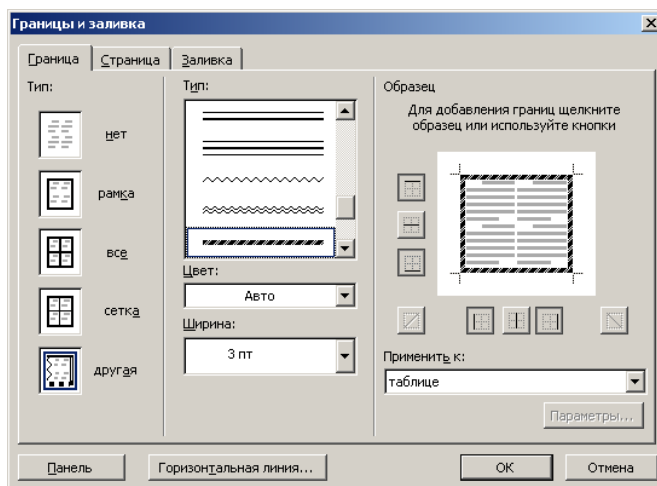 Границы и заливка
Граница
Страница
Заливка
Тип:
нет
рамка
все
сетка
другая
Тип:
Цвет:
Авто
Ширина:
3 пт
Образец
Для добавления границ щелкните
образец или используйте кнопки
Применить к:
таблице
Параметры...
Панель
Горизонтальная линия...
ОК
Отмена